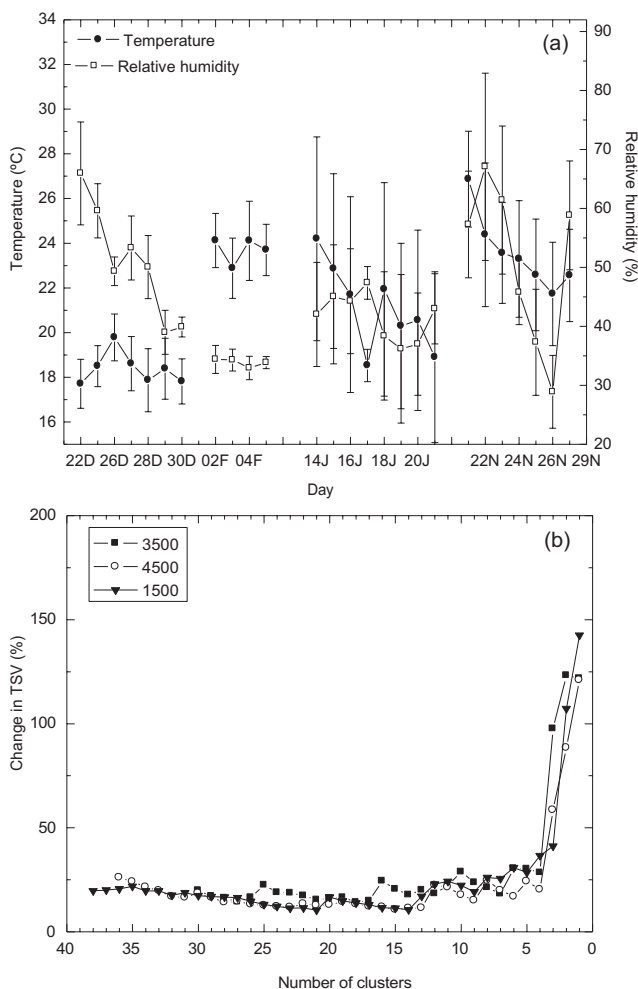 34
32
30
28
26
24
22
20
18
16
Temperature (ºC)
Temperature
Relative humidity
(a)
90
80
70
60
50
40
30
20
Relative humidity (%)
22D 26D 28D 30D 02F 04F 14J 16J 18J 20J 22N 24N 26N 29N
Day
200
150
100
50
0
Change in TSV (%)
3500
4500
1500
(b)
40 35 30 25 20 15 10 5 0
Number of clusters